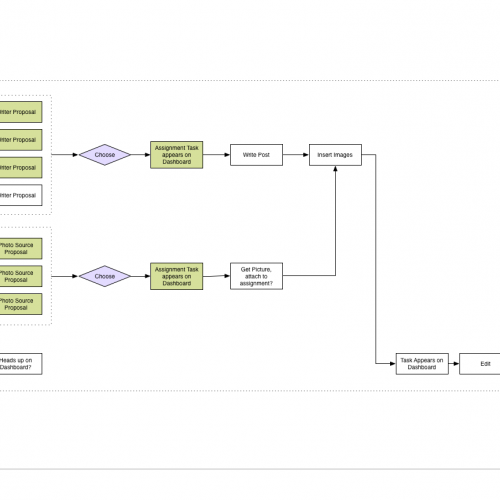 riter Proposal
riter Proposal
riter Proposal
riter Proposal
Choose
Assignment Task
appears on
Dashboard
Write Post
Insert Images
Photo Source
Proposal
Photo Source
Proposal
Photo Source
Proposal
Choose
Assignment Task
appears on
Dashboard
Get Picture,
attach to
assignment?
Heads up on
Dashboard?
Task Appears on
Dashboard
Edit